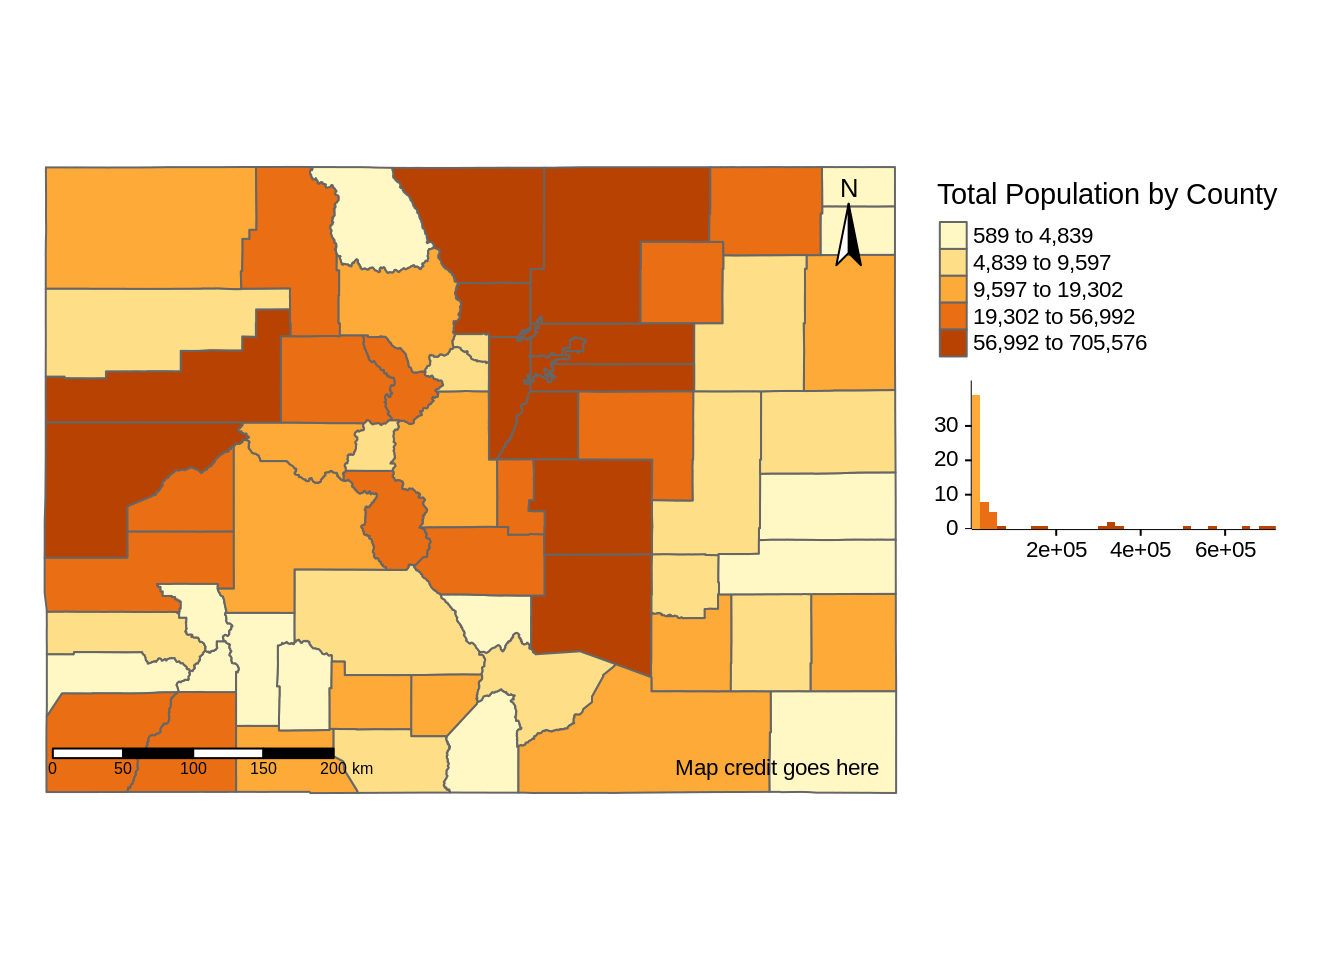 N
Total Population by County
589 to 4,839
4,839 to 9,597
9,597 to 19,302
19,302 to 56,992
56,992 to 705,576
30
20
10
0
2e+05 4e+05 6e+05
0 50 100 150 200 km
Map credit goes here